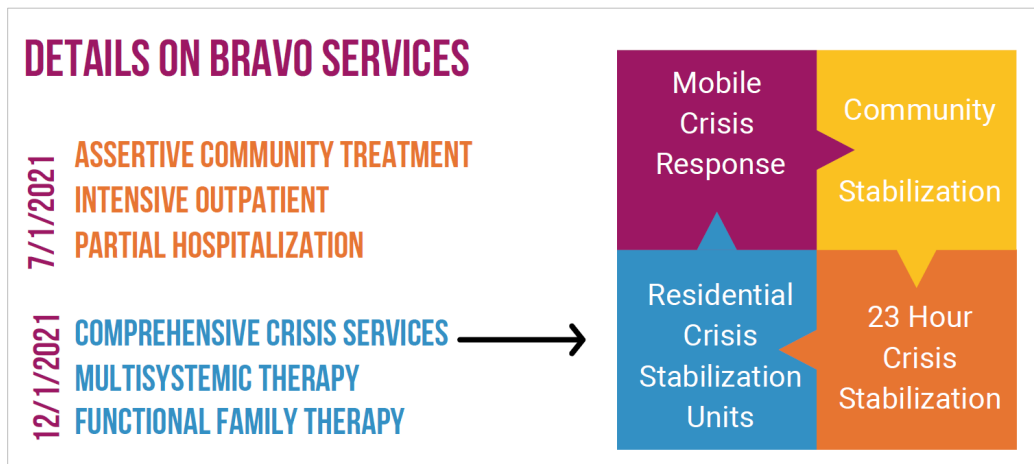 DETAILS ON BRAVO SERVICES
7/1/2021
ASSERTIVE COMMUNITY TREATMENT
INTENSIVE OUTPATIENT
PARTIAL HOSPITALIZATION
12/1/2021
COMPREHENSIVE CRISIS SERVICES
MULTISYSTEMIC THERAPY
FUNCTIONAL FAMILY THERAPY
Mobile
Crisis
Response
Community
Stabilization
Residential
Crisis
Stabilization
Units
23 Hour
Crisis
Stabilization